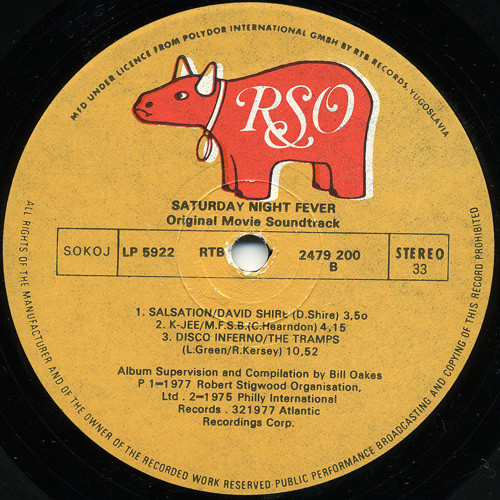 MFD UNDER LICENCE FROM POLYDOR INTERNATIONAL GMBH BY RTB RECORDS, YUGOSLAVIA
RSO
SATURDAY NIGHT FEVER
Original Movie Soundtrack
SOKOJ LP 5922 RTB 2479 200 STEREO
B 33
1. SALSATION/DAVID SHIRE (D.Shire) 3,5o
2. K-JEE/M.F.S.B.(C.Hearndon) 4,15
3. DISCO INFERNO/THE TRAMPS
(L.Green/R.Kersey) 10,52
Album Supervision and Compilation by Bill Oakes
P 1-1977 Robert Stigwood Organisation,
Ltd . 2-1975 Philly International
Records . 321977 Atlantic
Recordings Corp.
ALL RIGHTS OF THE MANUFACTURER AND OF THE OWNER OF THE RECORDED WORK RESERVED PUBLIC PERFORMANCE BROADCASTING AND COPYING OF THIS RECORD PROHIBITED